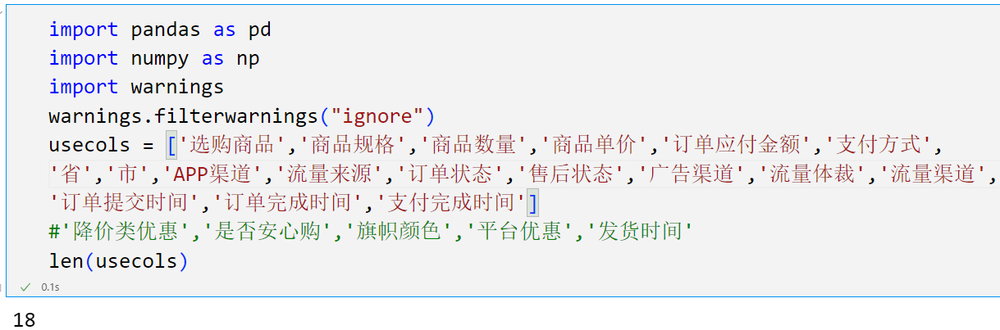 import pandas as pd
import numpy as np
import warnings
warnings.filterwarnings("ignore")
usecols = ['选购商品','商品规格','商品数量','商品单价','订单应付金额','支付方式',
'省','市','APP渠道','流量来源','订单状态','售后状态','广告渠道','流量体裁','流量渠道',
'订单提交时间','订单完成时间','支付完成时间']
#'降价类优惠','是否安心购','旗帜颜色','平台优惠','发货时间'
len(usecols)
0.1s
18